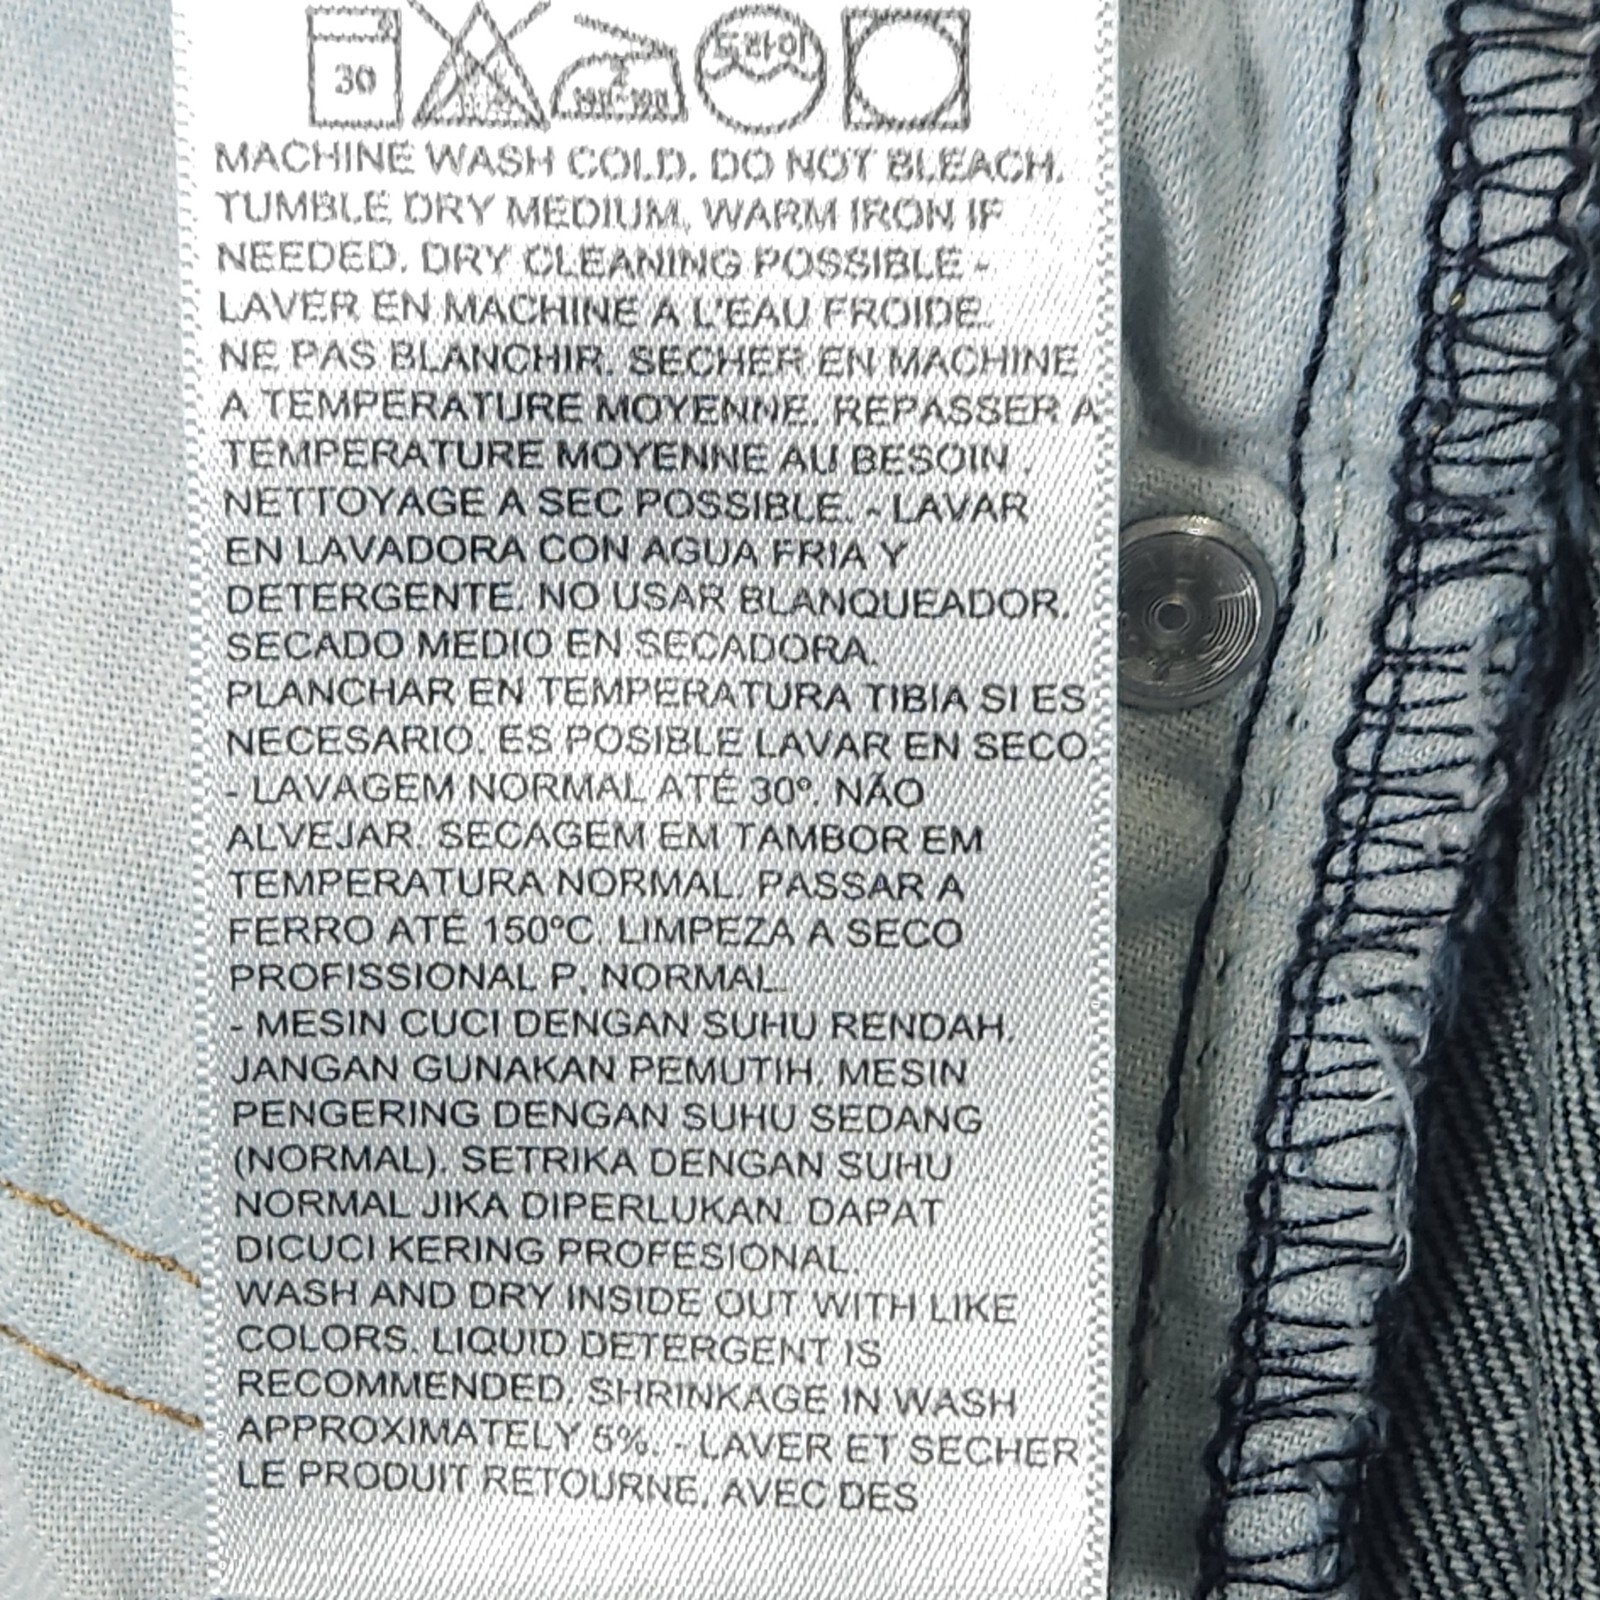 30
드라이
MACHINE WASH COLD. DO NOT BLEACH.
TUMBLE DRY MEDIUM, WARM IRON IF
NEEDED. DRY CLEANING POSSIBLE -
LAVER EN MACHINE A L'EAU FROIDE.
NE PAS BLANCHIR. SECHER EN MACHINE
A TEMPERATURE MOYENNE. REPASSER A
TEMPERATURE MOYENNE AU BESOIN .
NETTOYAGE A SEC POSSIBLE. - LAVAR
EN LAVADORA CON AGUA FRIA Y
DETERGENTE. NO USAR BLANQUEADOR.
SECADO MEDIO EN SECADORA.
PLANCHAR EN TEMPERATURA TIBIA SI ES
NECESARIO. ES POSIBLE LAVAR EN SECO
- LAVAGEM NORMAL ATÉ 30º. NÃO
ALVEJAR. SECAGEM EM TAMBOR EM
TEMPERATURA NORMAL. PASSAR A
FERRO ATÉ 150ºC. LIMPEZA A SECO
PROFISSIONAL P, NORMAL.
- MESIN CUCI DENGAN SUHU RENDAH.
JANGAN GUNAKAN PEMUTIH. MESIN
PENGERING DENGAN SUHU SEDANG
(NORMAL). SETRIKA DENGAN SUHU
NORMAL JIKA DIPERLUKAN. DAPAT
DICUCI KERING PROFESIONAL.
WASH AND DRY INSIDE OUT WITH LIKE
COLORS. LIQUID DETERGENT IS
RECOMMENDED. SHRINKAGE IN WASH
APPROXIMATELY 5%. - LAVER ET SECHER
LE PRODUIT RETOURNE, AVEC DES